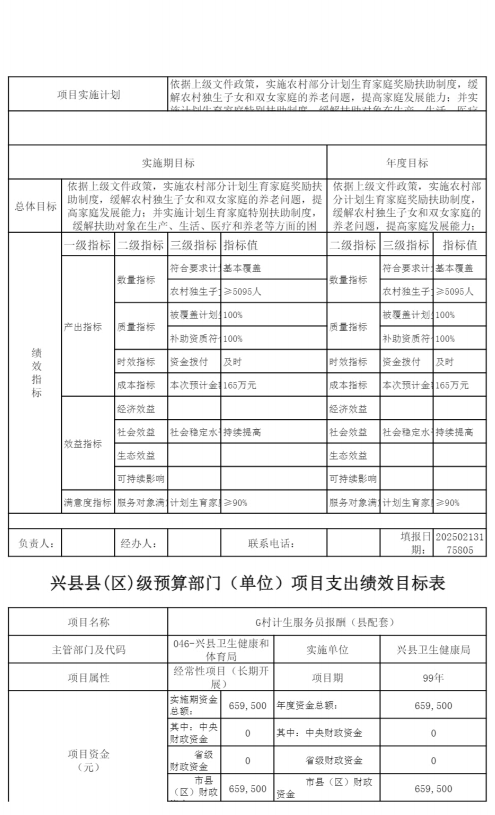 项目实施计划
依据上级文件政策，实施农村部分计划生育家庭奖励扶助制度，缓
解农村独生子女和双女家庭的养老问题，提高家庭发展能力；并实
施计划生育家庭特别扶助制度，缓解扶助对象在生产、生活、医疗
实施期目标 年度目标
总体目标
依据上级文件政策，实施农村部分计划生育家庭奖励扶
助制度，缓解农村独生子女和双女家庭的养老问题，提
高家庭发展能力；并实施计划生育家庭特别扶助制度，
缓解扶助对象在生产、生活、医疗和养老等方面的困
依据上级文件政策，实施农村部
分计划生育家庭奖励扶助制度，
缓解农村独生子女和双女家庭的
养老问题，提高家庭发展能力；
绩效指标
一级指标 二级指标 三级指标 指标值 二级指标 三级指标 指标值
产出指标
数量指标 符合要求计 基本覆盖 数量指标 符合要求计 基本覆盖
农村独生子 ≥5095人 农村独生子 ≥5095人
质量指标 被覆盖计划 100% 质量指标 被覆盖计划 100%
补助资质符 100% 补助资质符 100%
时效指标 资金拨付 及时 时效指标 资金拨付 及时
成本指标 本次预计金 165万元 成本指标 本次预计金 165万元
效益指标
经济效益 经济效益
社会效益 社会稳定水 持续提高 社会效益 社会稳定水 持续提高
生态效益 生态效益
可持续影响 可持续影响
满意度指标 服务对象满 计划生育家 ≥90% 服务对象满 计划生育家 ≥90%
负责人： 经办人： 联系电话： 填报日期： 20250213175805
兴县县(区)级预算部门（单位）项目支出绩效目标表
项目名称 G村计生服务员报酬（县配套）
主管部门及代码 046-兴县卫生健康和体育局 实施单位 兴县卫生健康局
项目属性 经常性项目（长期开展） 项目期 99年
项目资金（元）
实施期资金总额： 659,500 年度资金总额： 659,500
其中：中央财政资金 0 其中：中央财政资金 0
省级财政资金 0 省级财政资金 0
市县（区）财政 659,500 市县（区）财政资金 659,500